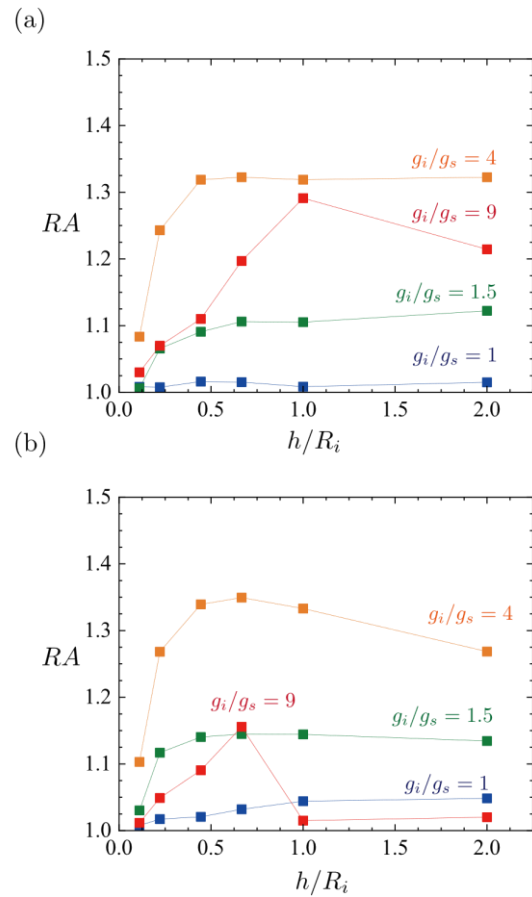 (a)
1.5
1.4
1.3
1.2
1.1
1.0
RA
g_i/g_s = 4
g_i/g_s = 9
g_i/g_s = 1.5
g_i/g_s = 1
0.0 0.5 1.0 1.5 2.0
h/R_i
(b)
1.5
1.4
1.3
1.2
1.1
1.0
RA
g_i/g_s = 4
g_i/g_s = 9
g_i/g_s = 1.5
g_i/g_s = 1
0.0 0.5 1.0 1.5 2.0
h/R_i